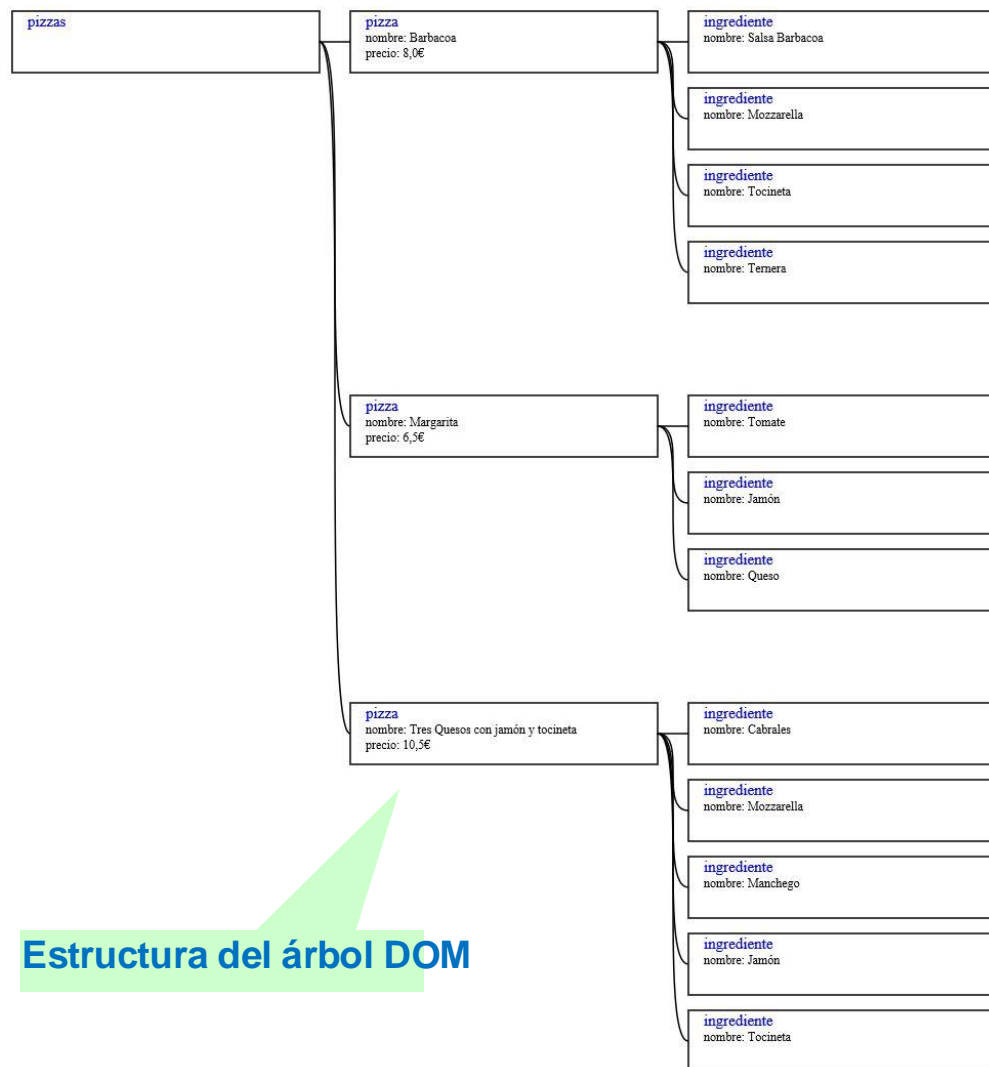 pizzas
pizza
nombre: Barbacoa
precio: 8,0€
ingrediente
nombre: Salsa Barbacoa
ingrediente
nombre: Mozzarella
ingrediente
nombre: Tocineta
ingrediente
nombre: Ternera
pizza
nombre: Margarita
precio: 6,5€
ingrediente
nombre: Tomate
ingrediente
nombre: Jamón
ingrediente
nombre: Queso
pizza
nombre: Tres Quesos con jamón y tocineta
precio: 10,5€
ingrediente
nombre: Cabrales
ingrediente
nombre: Mozzarella
ingrediente
nombre: Manchego
ingrediente
nombre: Jamón
ingrediente
nombre: Tocineta
Estructura del árbol DOM